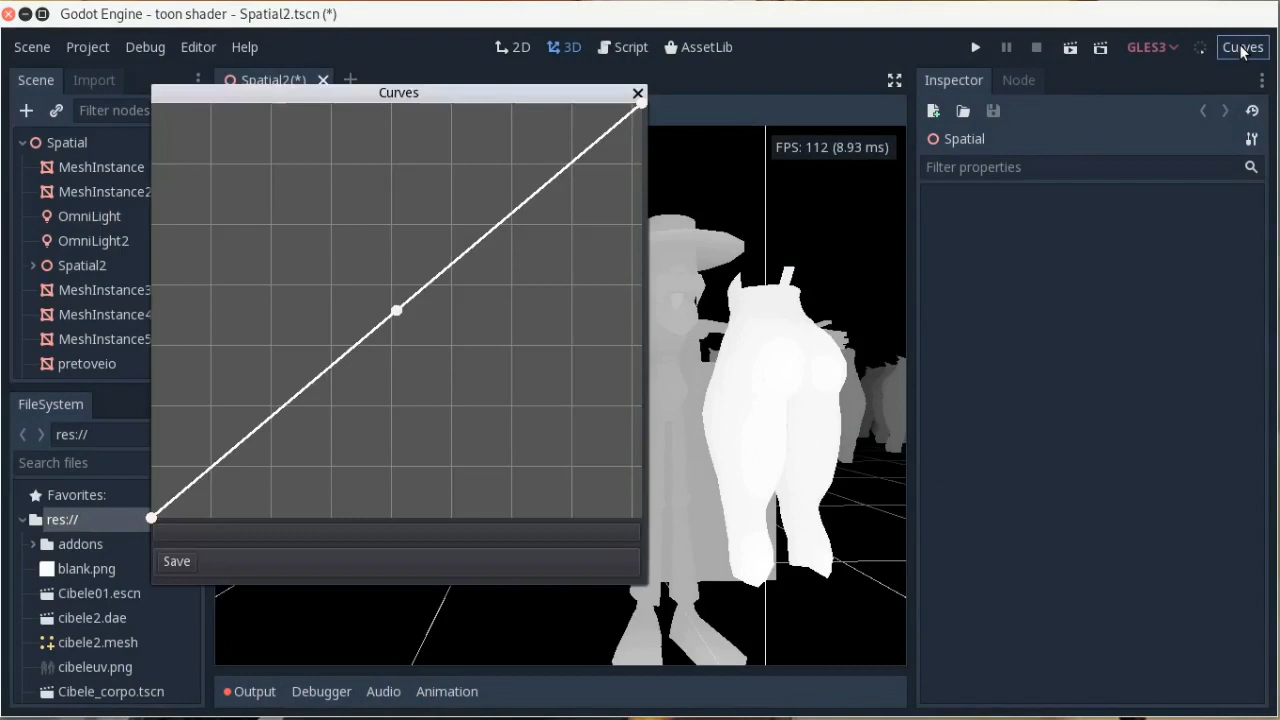 Godot Engine - toon shader - Spatial2.tscn (*)
Scene Project Debug Editor Help 2D 3D Script AssetLib GLES3 Curves
Scene Import Spatial2(*) Inspector Node
Filter nodes
Curves
Spatial
Filter properties
FPS: 112 (8.93 ms)
Spatial
MeshInstance
MeshInstance2
OmniLight
OmniLight2
Spatial2
MeshInstance3
MeshInstance4
MeshInstance5
pretoveio
FileSystem
res://
Search files
Favorites:
res://
addons
blank.png
Cibele01.escn
cibele2.dae
cibele2.mesh
cibeleuv.png
Cibele_corpo.tscn
Save
Output Debugger Audio Animation